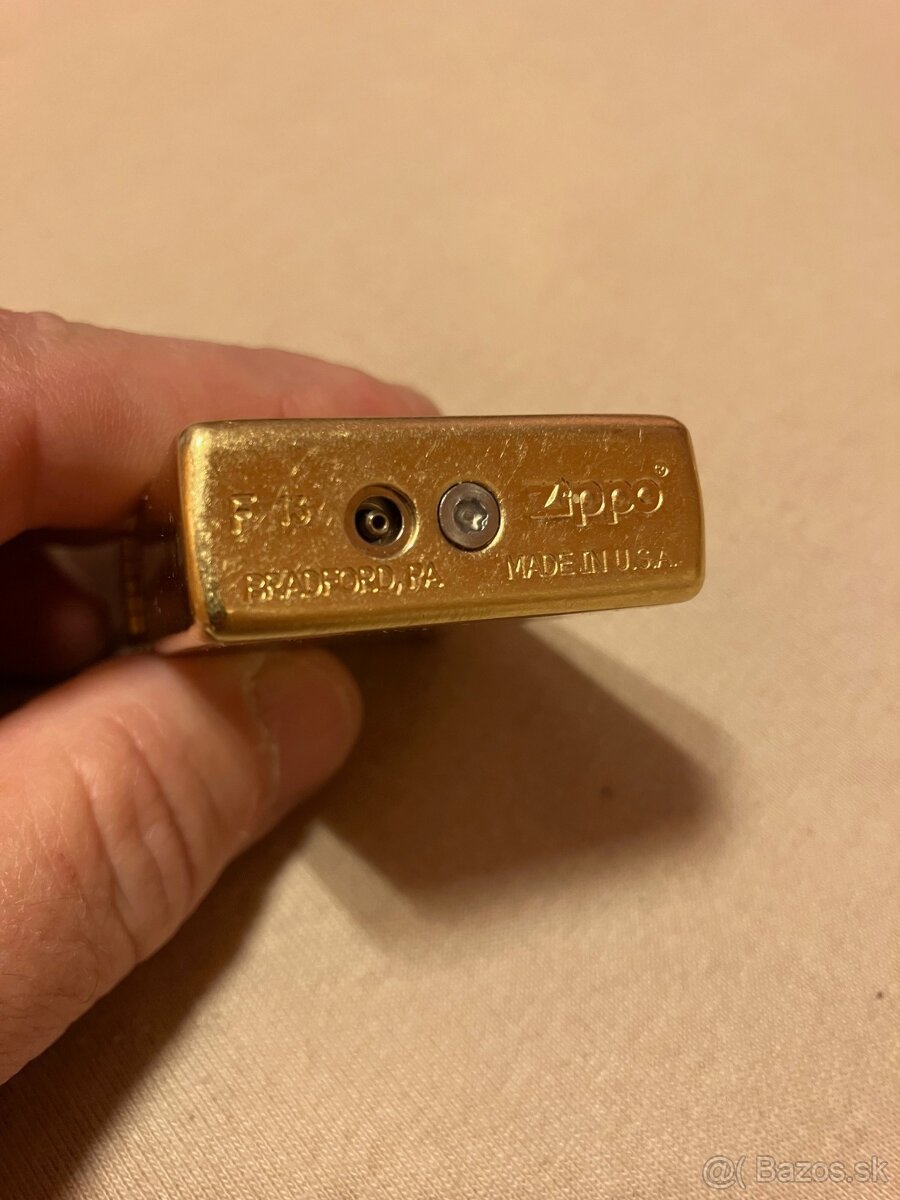 F 13 Zippo®
BRADFORD, PA. MADE IN U.S.A.
@( Bazos.sk